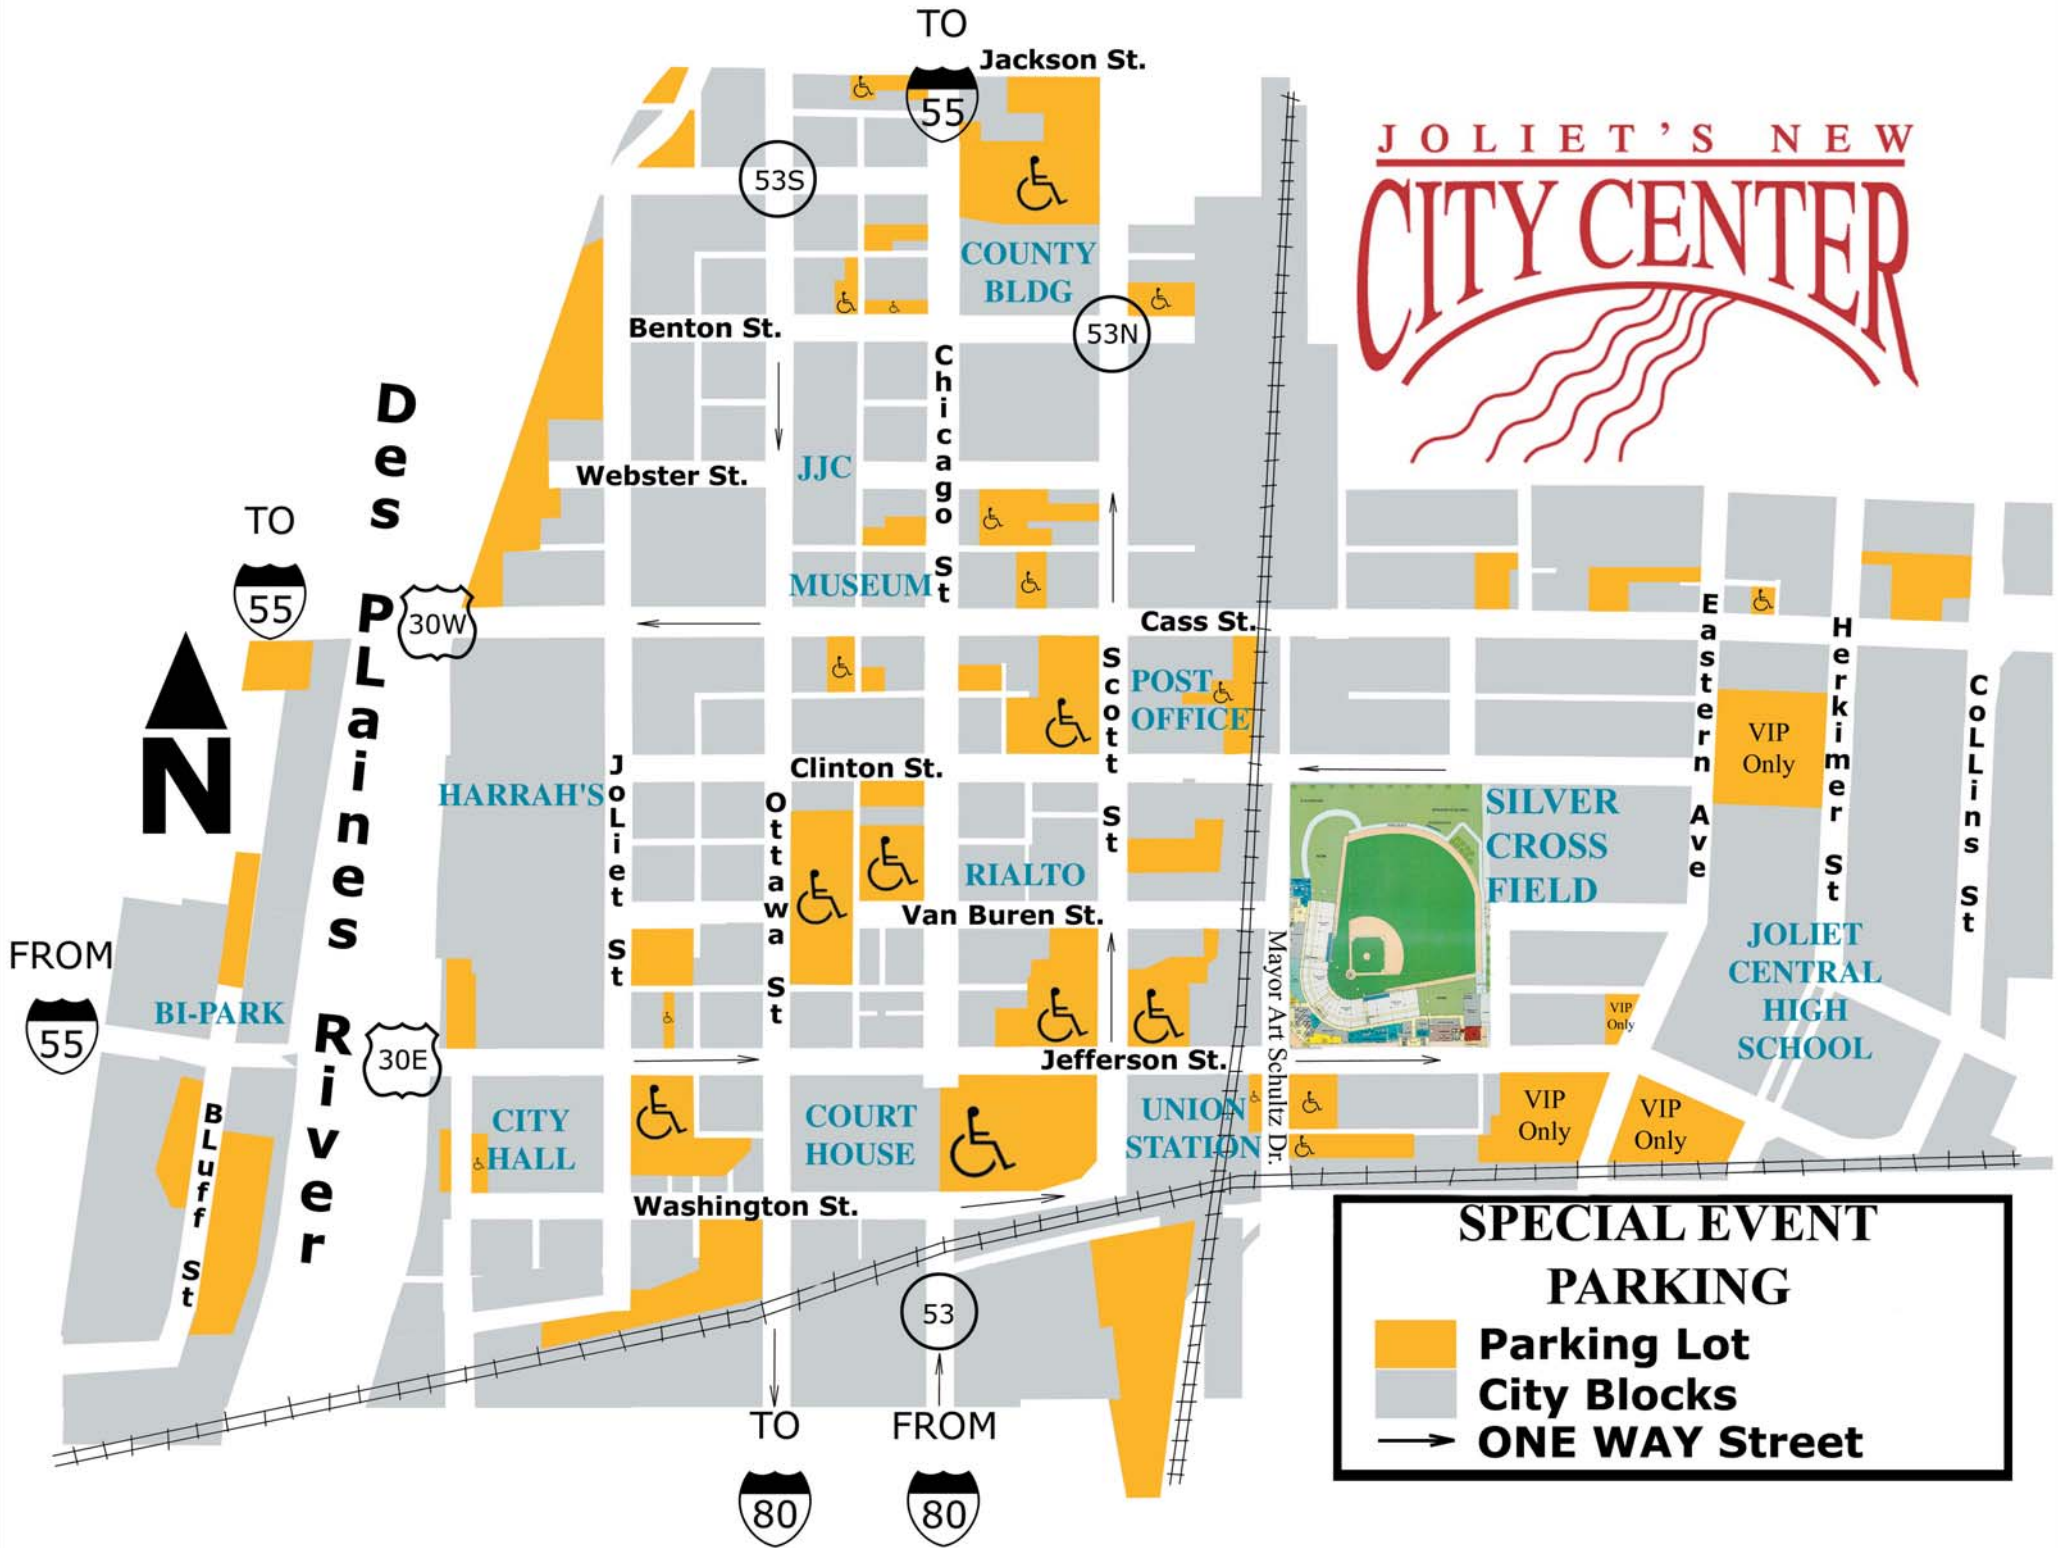 TO
55
Jackson St.
JOLIET'S NEW
CITY CENTER
53S
COUNTY
BLDG
53N
Benton St.
Chicago St
Webster St.
JJC
Des PLaines River
TO
55
30W
MUSEUM
Cass St.
Eastern Ave
Herkimer St
CoLLins St
N
Scott St
POST
OFFICE
VIP
Only
HARRAH'S
JoLiet St
Clinton St.
Ottawa St
SILVER
CROSS
FIELD
RIALTO
Van Buren St.
Mayor Art Schultz Dr.
JOLIET
CENTRAL
HIGH
SCHOOL
FROM
55
BI-PARK
VIP
Only
30E
Jefferson St.
BLuff St
CITY
HALL
COURT
HOUSE
UNION
STATION
VIP
Only
VIP
Only
Washington St.
53
TO
80
FROM
80
SPECIAL EVENT
PARKING
Parking Lot
City Blocks
ONE WAY Street